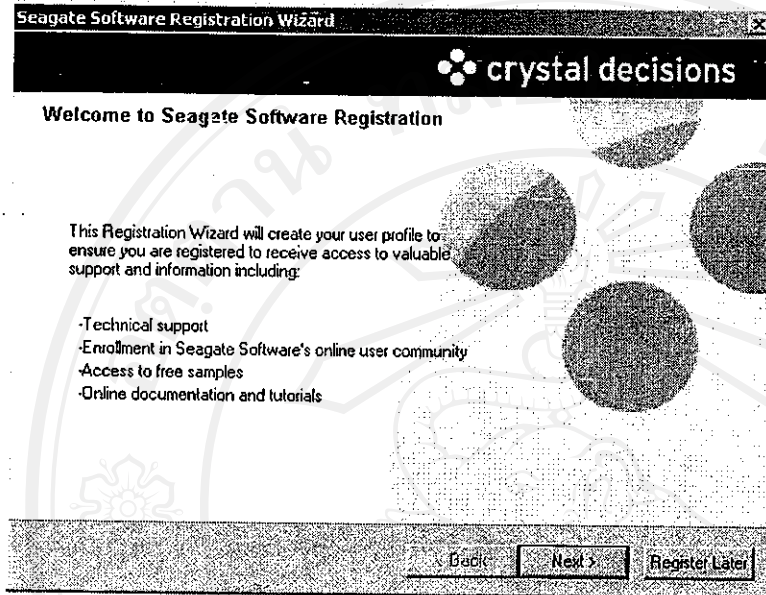 Seagate Software Registration Wizard
crystal decisions
Welcome to Seagate Software Registration
This Registration Wizard will create your user profile to
ensure you are registered to receive access to valuable
support and information including:
-Technical support
-Enrollment in Seagate Software's online user community
-Access to free samples
-Online documentation and tutorials
< Back
Next >
Register Later